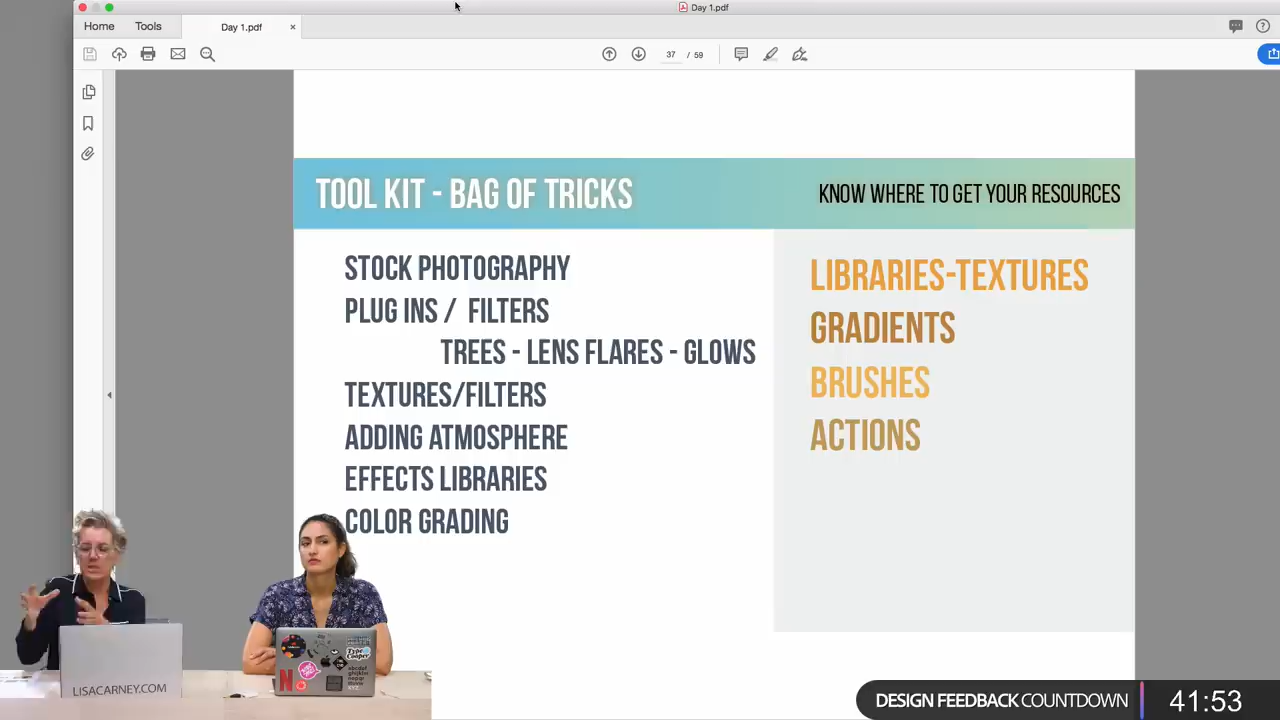 Day 1.pdf
Home
Tools
Day 1.pdf
37 / 59
TOOL KIT - BAG OF TRICKS
KNOW WHERE TO GET YOUR RESOURCES
STOCK PHOTOGRAPHY
PLUG INS / FILTERS
TREES - LENS FLARES - GLOWS
TEXTURES/FILTERS
ADDING ATMOSPHERE
EFFECTS LIBRARIES
COLOR GRADING
LIBRARIES-TEXTURES
GRADIENTS
BRUSHES
ACTIONS
LISACARNEY.COM
N
Type
Cooper
DESIGN FEEDBACK COUNTDOWN
41:53